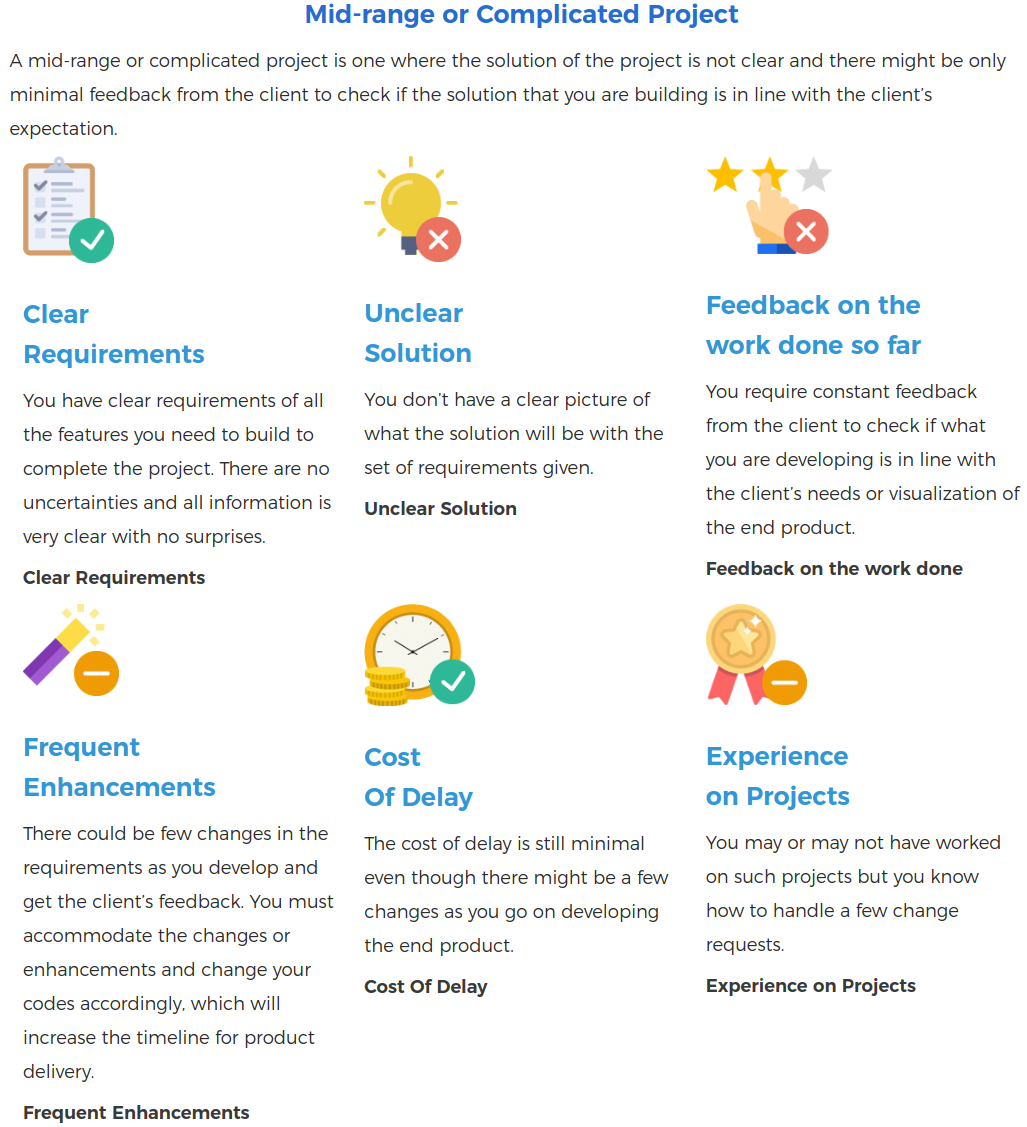 Mid-range or Complicated Project
A mid-range or complicated project is one where the solution of the project is not clear and there might be only
minimal feedback from the client to check if the solution that you are building is in line with the client’s
expectation.
Clear
Requirements
You have clear requirements of all
the features you need to build to
complete the project. There are no
uncertainties and all information is
very clear with no surprises.
Clear Requirements
Unclear
Solution
You don’t have a clear picture of
what the solution will be with the
set of requirements given.
Unclear Solution
Feedback on the
work done so far
You require constant feedback
from the client to check if what
you are developing is in line with
the client’s needs or visualization of
the end product.
Feedback on the work done
Frequent
Enhancements
There could be few changes in the
requirements as you develop and
get the client’s feedback. You must
accommodate the changes or
enhancements and change your
codes accordingly, which will
increase the timeline for product
delivery.
Frequent Enhancements
Cost
Of Delay
The cost of delay is still minimal
even though there might be a few
changes as you go on developing
the end product.
Cost Of Delay
Experience
on Projects
You may or may not have worked
on such projects but you know
how to handle a few change
requests.
Experience on Projects